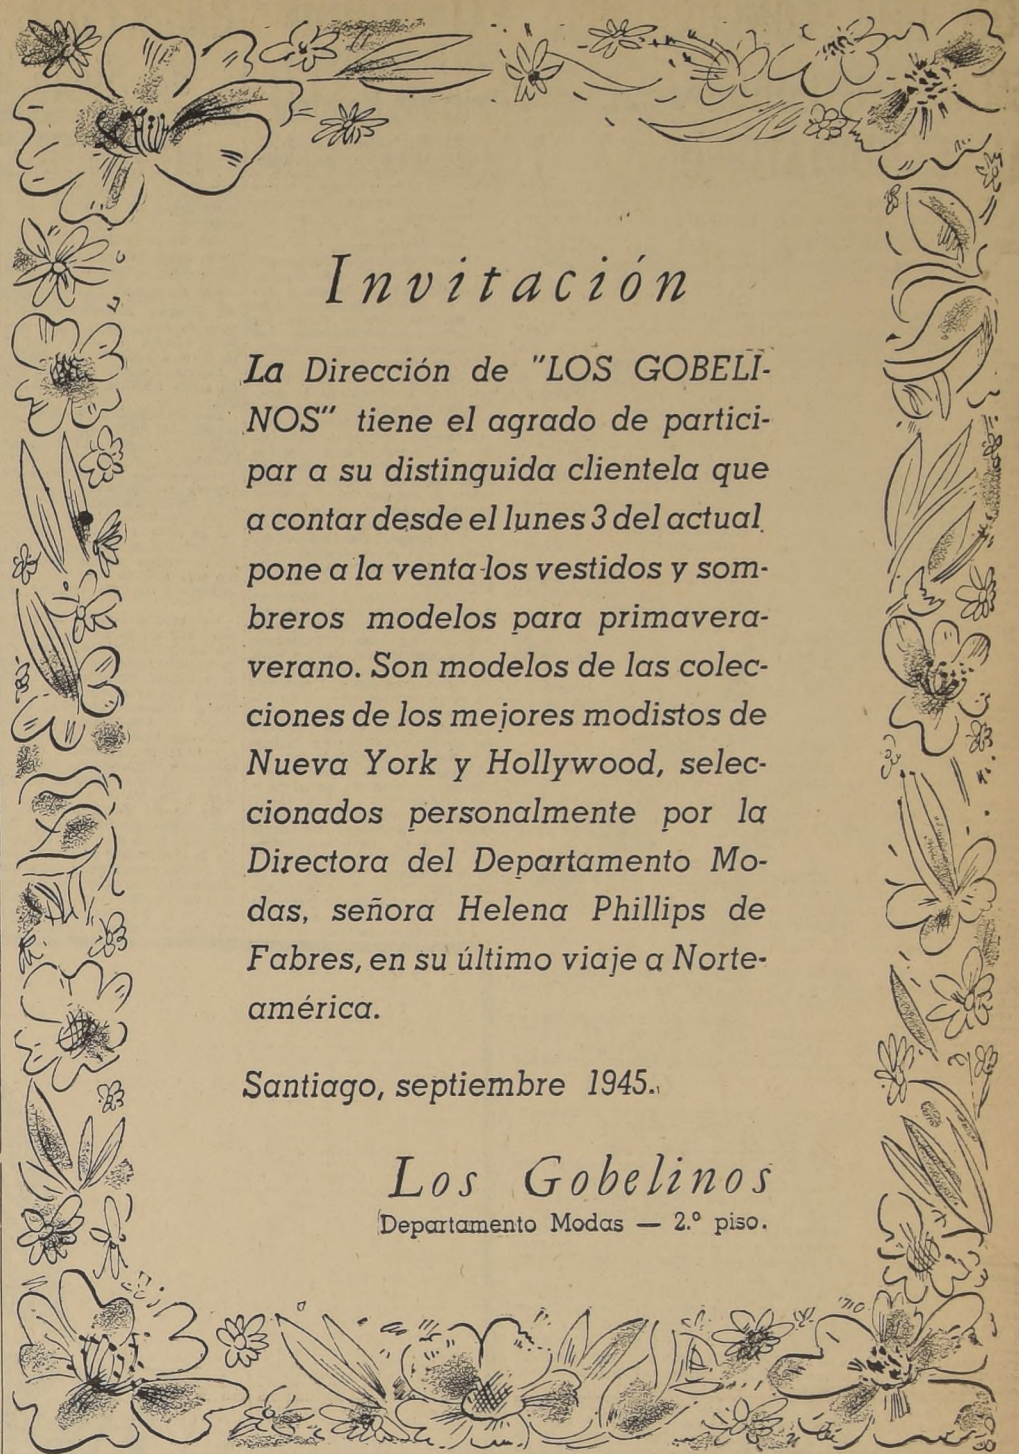 Invitación
La Dirección de "LOS GOBELI-
NOS" tiene el agrado de partici-
par a su distinguida clientela que
a contar desde el lunes 3 del actual
pone a la venta los vestidos y som-
breros modelos para primavera-
verano. Son modelos de las colec-
ciones de los mejores modistos de
Nueva York y Hollywood, selec-
cionados personalmente por la
Directora del Departamento Mo-
das, señora Helena Phillips de
Fabres, en su último viaje a Norte-
américa.
Santiago, septiembre 1945.
Los Gobelinos
Departamento Modas — 2.º piso.